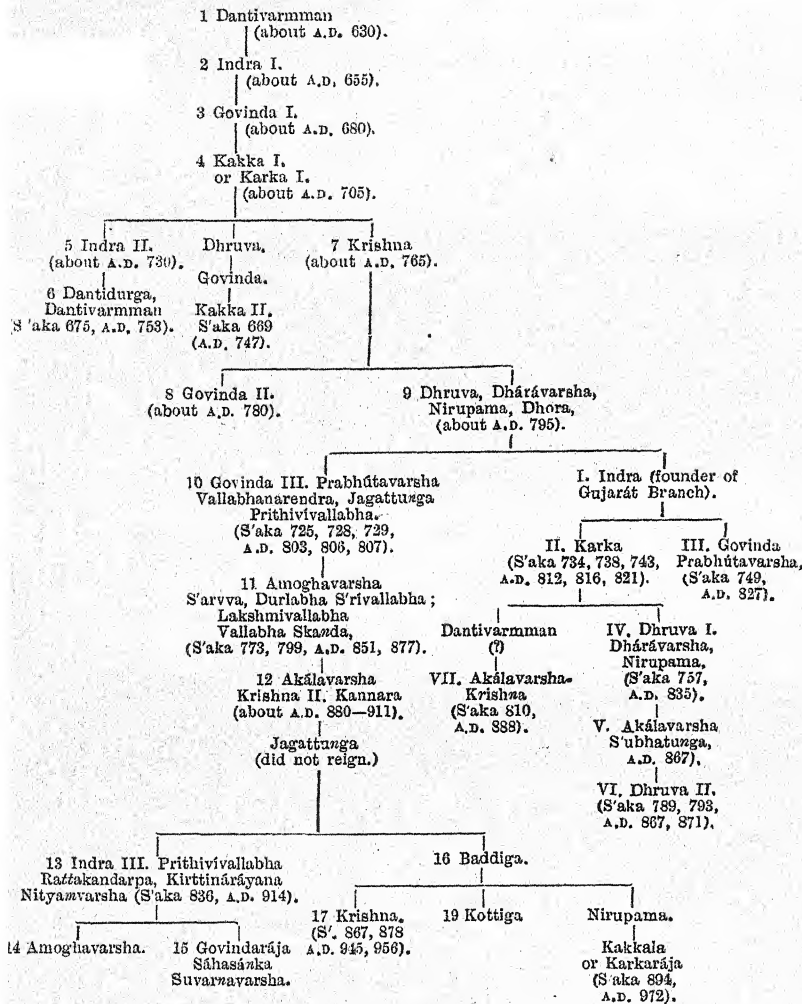 1 Dantivarmman
(about A.D. 630).
2 Indra I.
(about A.D. 655).
3 Govinda I.
(about A.D. 680).
4 Kakka I.
or Karka I.
(about A.D. 705).
5 Indra II.
(about A.D. 730).
6 Dantidurga,
Dantivarmman
(S'aka 675, A.D. 753).
Dhruva.
Govinda.
Kakka II.
S'aka 669
(A.D. 747).
7 Krishna
(about A.D. 765).
8 Govinda II.
(about A.D. 780).
9 Dhruva, Dhárávarsha,
Nirupama, Dhora,
(about A.D. 795).
10 Govinda III. Prabhútavarsha
Vallabhanarendra, Jagattunga
Prithivívallabha.
(S'aka 725, 728, 729,
A.D. 803, 806, 807).
11 Amoghavarsha
S'arvva, Durlabha S'rivallabha;
Lakshmivallabha
Vallabha Skanda,
(S'aka 773, 799, A.D. 851, 877).
12 Akálavarsha
Krishna II. Kannara
(about A.D. 880—911).
Jagattunga
(did not reign.)
I. Indra (founder of
Gujarát Branch).
II. Karka
(S'aka 734, 738, 743,
A.D. 812, 816, 821).
III. Govinda
Prabhútavarsha,
(S'aka 749,
A.D. 827).
Dantivarmman
(?)
VII. Akálavarsha-
Krishna
(S'aka 810,
A.D. 888).
IV. Dhruva I.
Dhárávarsha,
Nirupama.
(S'aka 757,
A.D. 835).
V. Akálavarsha
S'ubhatunga,
A.D. 867).
VI. Dhruva II.
(S'aka 789, 793,
A.D. 867, 871).
13 Indra III. Prithivívallabha
Rattakandarpa, Kirttináráyana
Nityamvarsha (S'aka 836, A.D. 914).
14 Amoghavarsha.
15 Govindarája
Sáhasánka
Suvarnavarsha.
16 Baddiga.
17 Krishna.
(S'. 867, 878
A.D. 945, 956).
19 Kottiga
Nirupama.
Kakkala
or Karkarája
(S'aka 894,
A.D. 972).